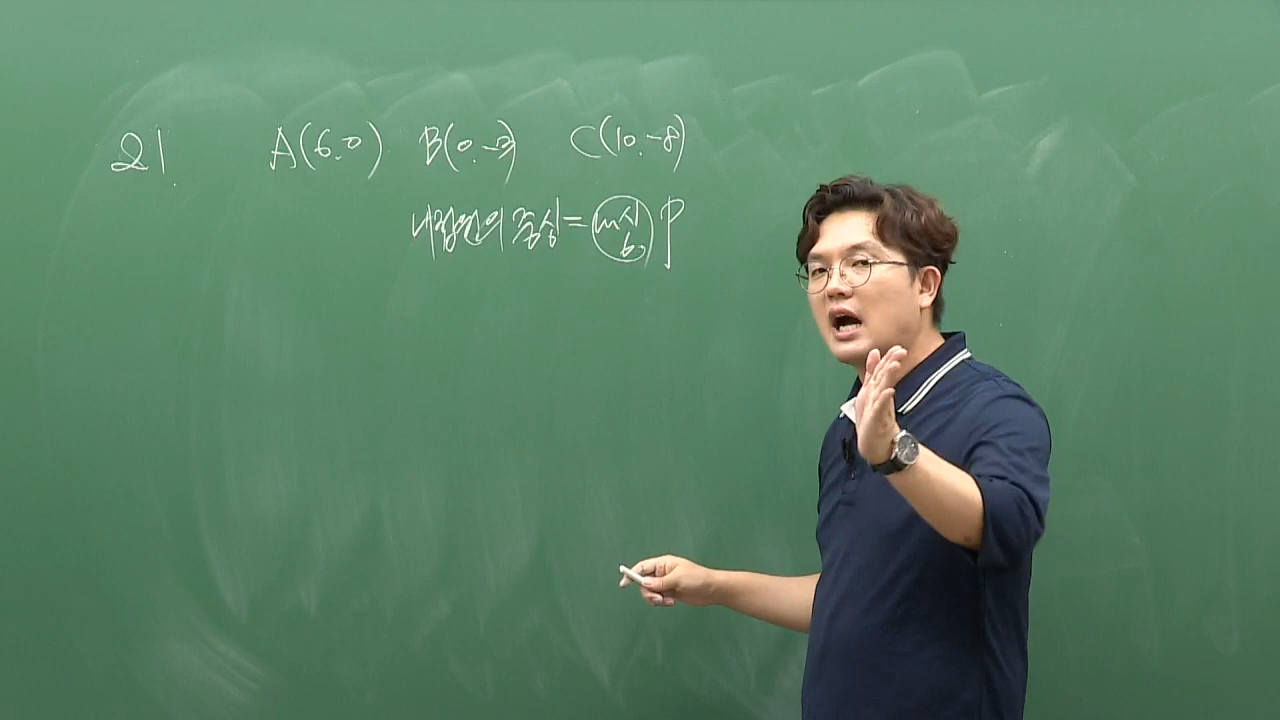 21. A(6, 0) B(0, -3) C(10, -8)
내접원의 중심 = 내심 P